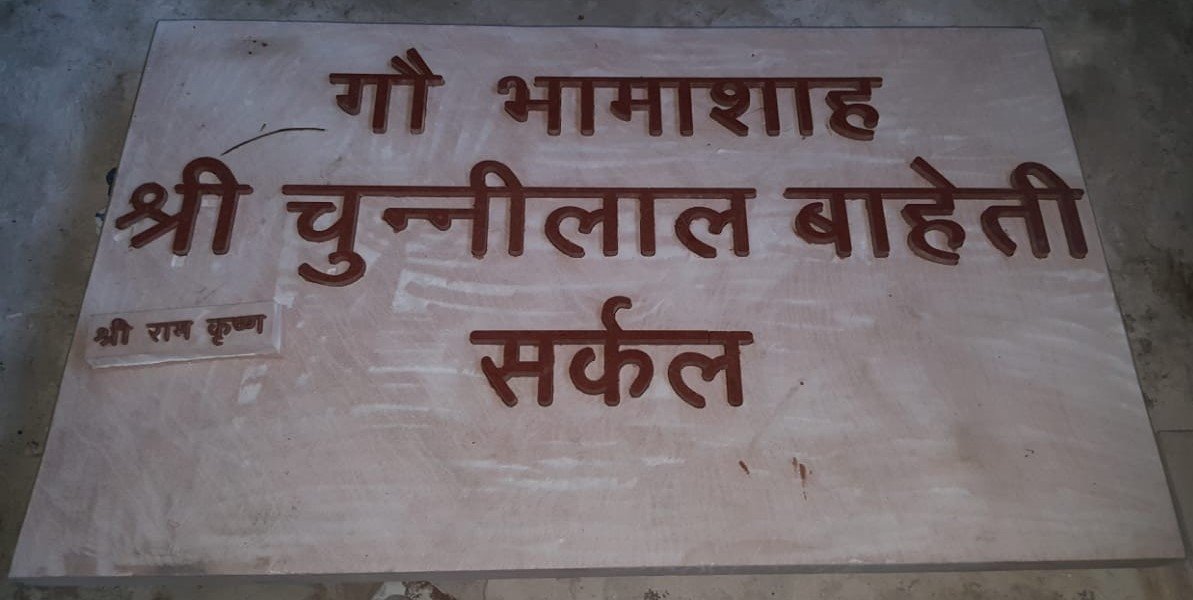 गौ भामाशाह
श्री चुन्नीलाल बाहेती
श्री राम कृष्ण
सर्कल